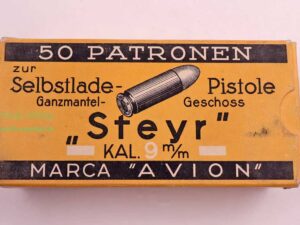 50 PATRONEN
zur
Selbstlade- Pistole
Ganzmantel- Geschoss
"Steyr"
KAL. 9 m/m
MARCA "AVION"